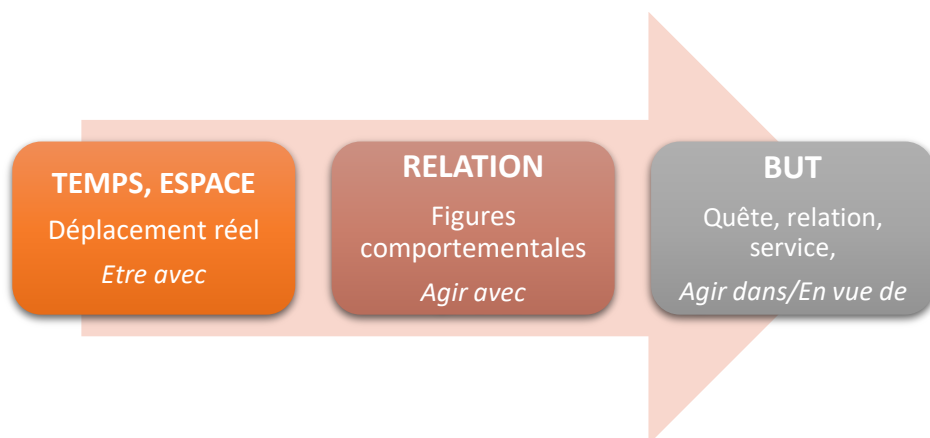 TEMPS, ESPACE
Déplacement réel
Etre avec
RELATION
Figures
comportementales
Agir avec
BUT
Quête, relation,
service,
Agir dans/En vue de